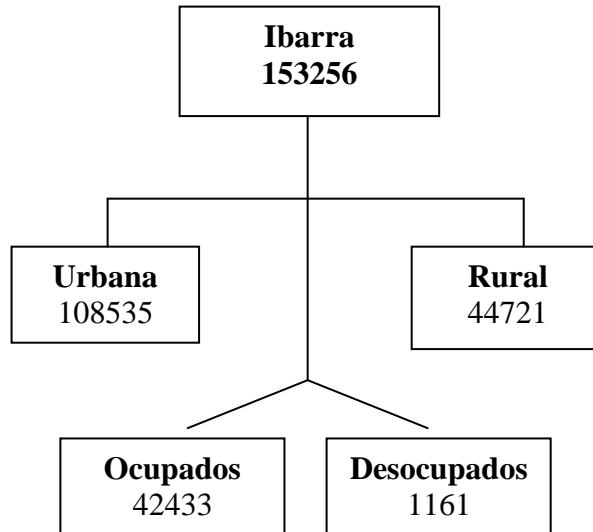 Ibarra
153256
Urbana
108535
Rural
44721
Ocupados
42433
Desocupados
1161